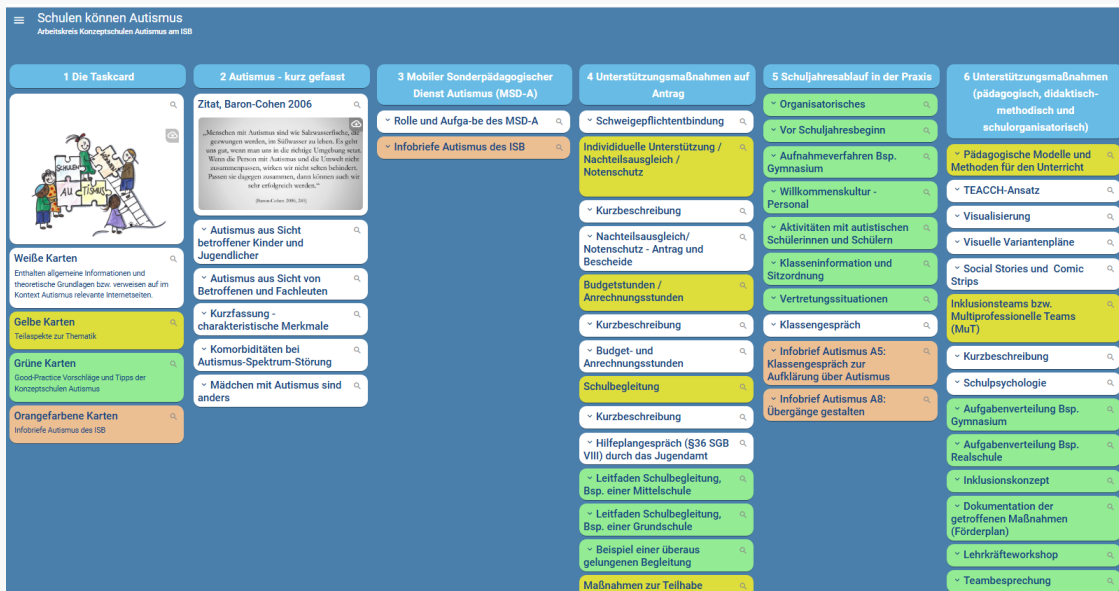 Schulen können Autismus
Arbeitskreis Konzeptschulen Autismus am ISB
1 Die Taskcard
SCHULEN
KÖNNEN
AU
TISMUS
Weiße Karten
Enthalten allgemeine Informationen und
theoretische Grundlagen bzw. verweisen auf im
Kontext Autismus relevante Internetseiten.
Gelbe Karten
Teilaspekte zur Thematik
Grüne Karten
Good-Practice Vorschläge und Tipps der
Konzeptschulen Autismus
Orangefarbene Karten
Infobriefe Autismus des ISB
2 Autismus - kurz gefasst
Zitat, Baron-Cohen 2006
„Menschen mit Autismus sind wie Salzwasserfische, die
gezwungen werden, im Süßwasser zu leben. Es geht
uns gut, wenn man uns in die richtige Umgebung setzt.
Wenn die Person mit Autismus und die Umwelt nicht
zusammenpassen, wirken wir nicht selten behindert.
Passen sie dagegen zusammen, dann können auch wir
sehr erfolgreich werden.“
(Baron-Cohen 2006, 203)
Autismus aus Sicht
betroffener Kinder und
Jugendlicher
Autismus aus Sicht von
Betroffenen und Fachleuten
Kurzfassung -
charakteristische Merkmale
Komorbiditäten bei
Autismus-Spektrum-Störung
Mädchen mit Autismus sind
anders
3 Mobiler Sonderpädagogischer
Dienst Autismus (MSD-A)
Rolle und Aufga-be des MSD-A
Infobriefe Autismus des ISB
4 Unterstützungsmaßnahmen auf
Antrag
Schweigepflichtentbindung
Individiduelle Unterstützung /
Nachteilsausgleich /
Notenschutz
Kurzbeschreibung
Nachteilsausgleich/
Notenschutz - Antrag und
Bescheide
Budgetstunden /
Anrechnungsstunden
Kurzbeschreibung
Budget- und
Anrechnungsstunden
Schulbegleitung
Kurzbeschreibung
Hilfeplangespräch (§36 SGB
VIII) durch das Jugendamt
Leitfaden Schulbegleitung,
Bsp. einer Mittelschule
Leitfaden Schulbegleitung,
Bsp. einer Grundschule
Beispiel einer überaus
gelungenen Begleitung
Maßnahmen zur Teilhabe
5 Schuljahresablauf in der Praxis
Organisatorisches
Vor Schuljahresbeginn
Aufnahmeverfahren Bsp.
Gymnasium
Willkommenskultur -
Personal
Aktivitäten mit autistischen
Schülerinnen und Schülern
Klasseninformation und
Sitzordnung
Vertretungssituationen
Klassengespräch
Infobrief Autismus A5:
Klassengespräch zur
Aufklärung über Autismus
Infobrief Autismus A8:
Übergänge gestalten
6 Unterstützungsmaßnahmen
(pädagogisch, didaktisch-
methodisch und
schulorganisatorisch)
Pädagogische Modelle und
Methoden für den Unterricht
TEACCH-Ansatz
Visualisierung
Visuelle Variantenpläne
Social Stories und Comic
Strips
Inklusionsteams bzw.
Multiprofessionelle Teams
(MuT)
Kurzbeschreibung
Schulpsychologie
Aufgabenverteilung Bsp.
Gymnasium
Aufgabenverteilung Bsp.
Realschule
Inklusionskonzept
Dokumentation der
getroffenen Maßnahmen
(Förderplan)
Lehrkräfteworkshop
Teambesprechung